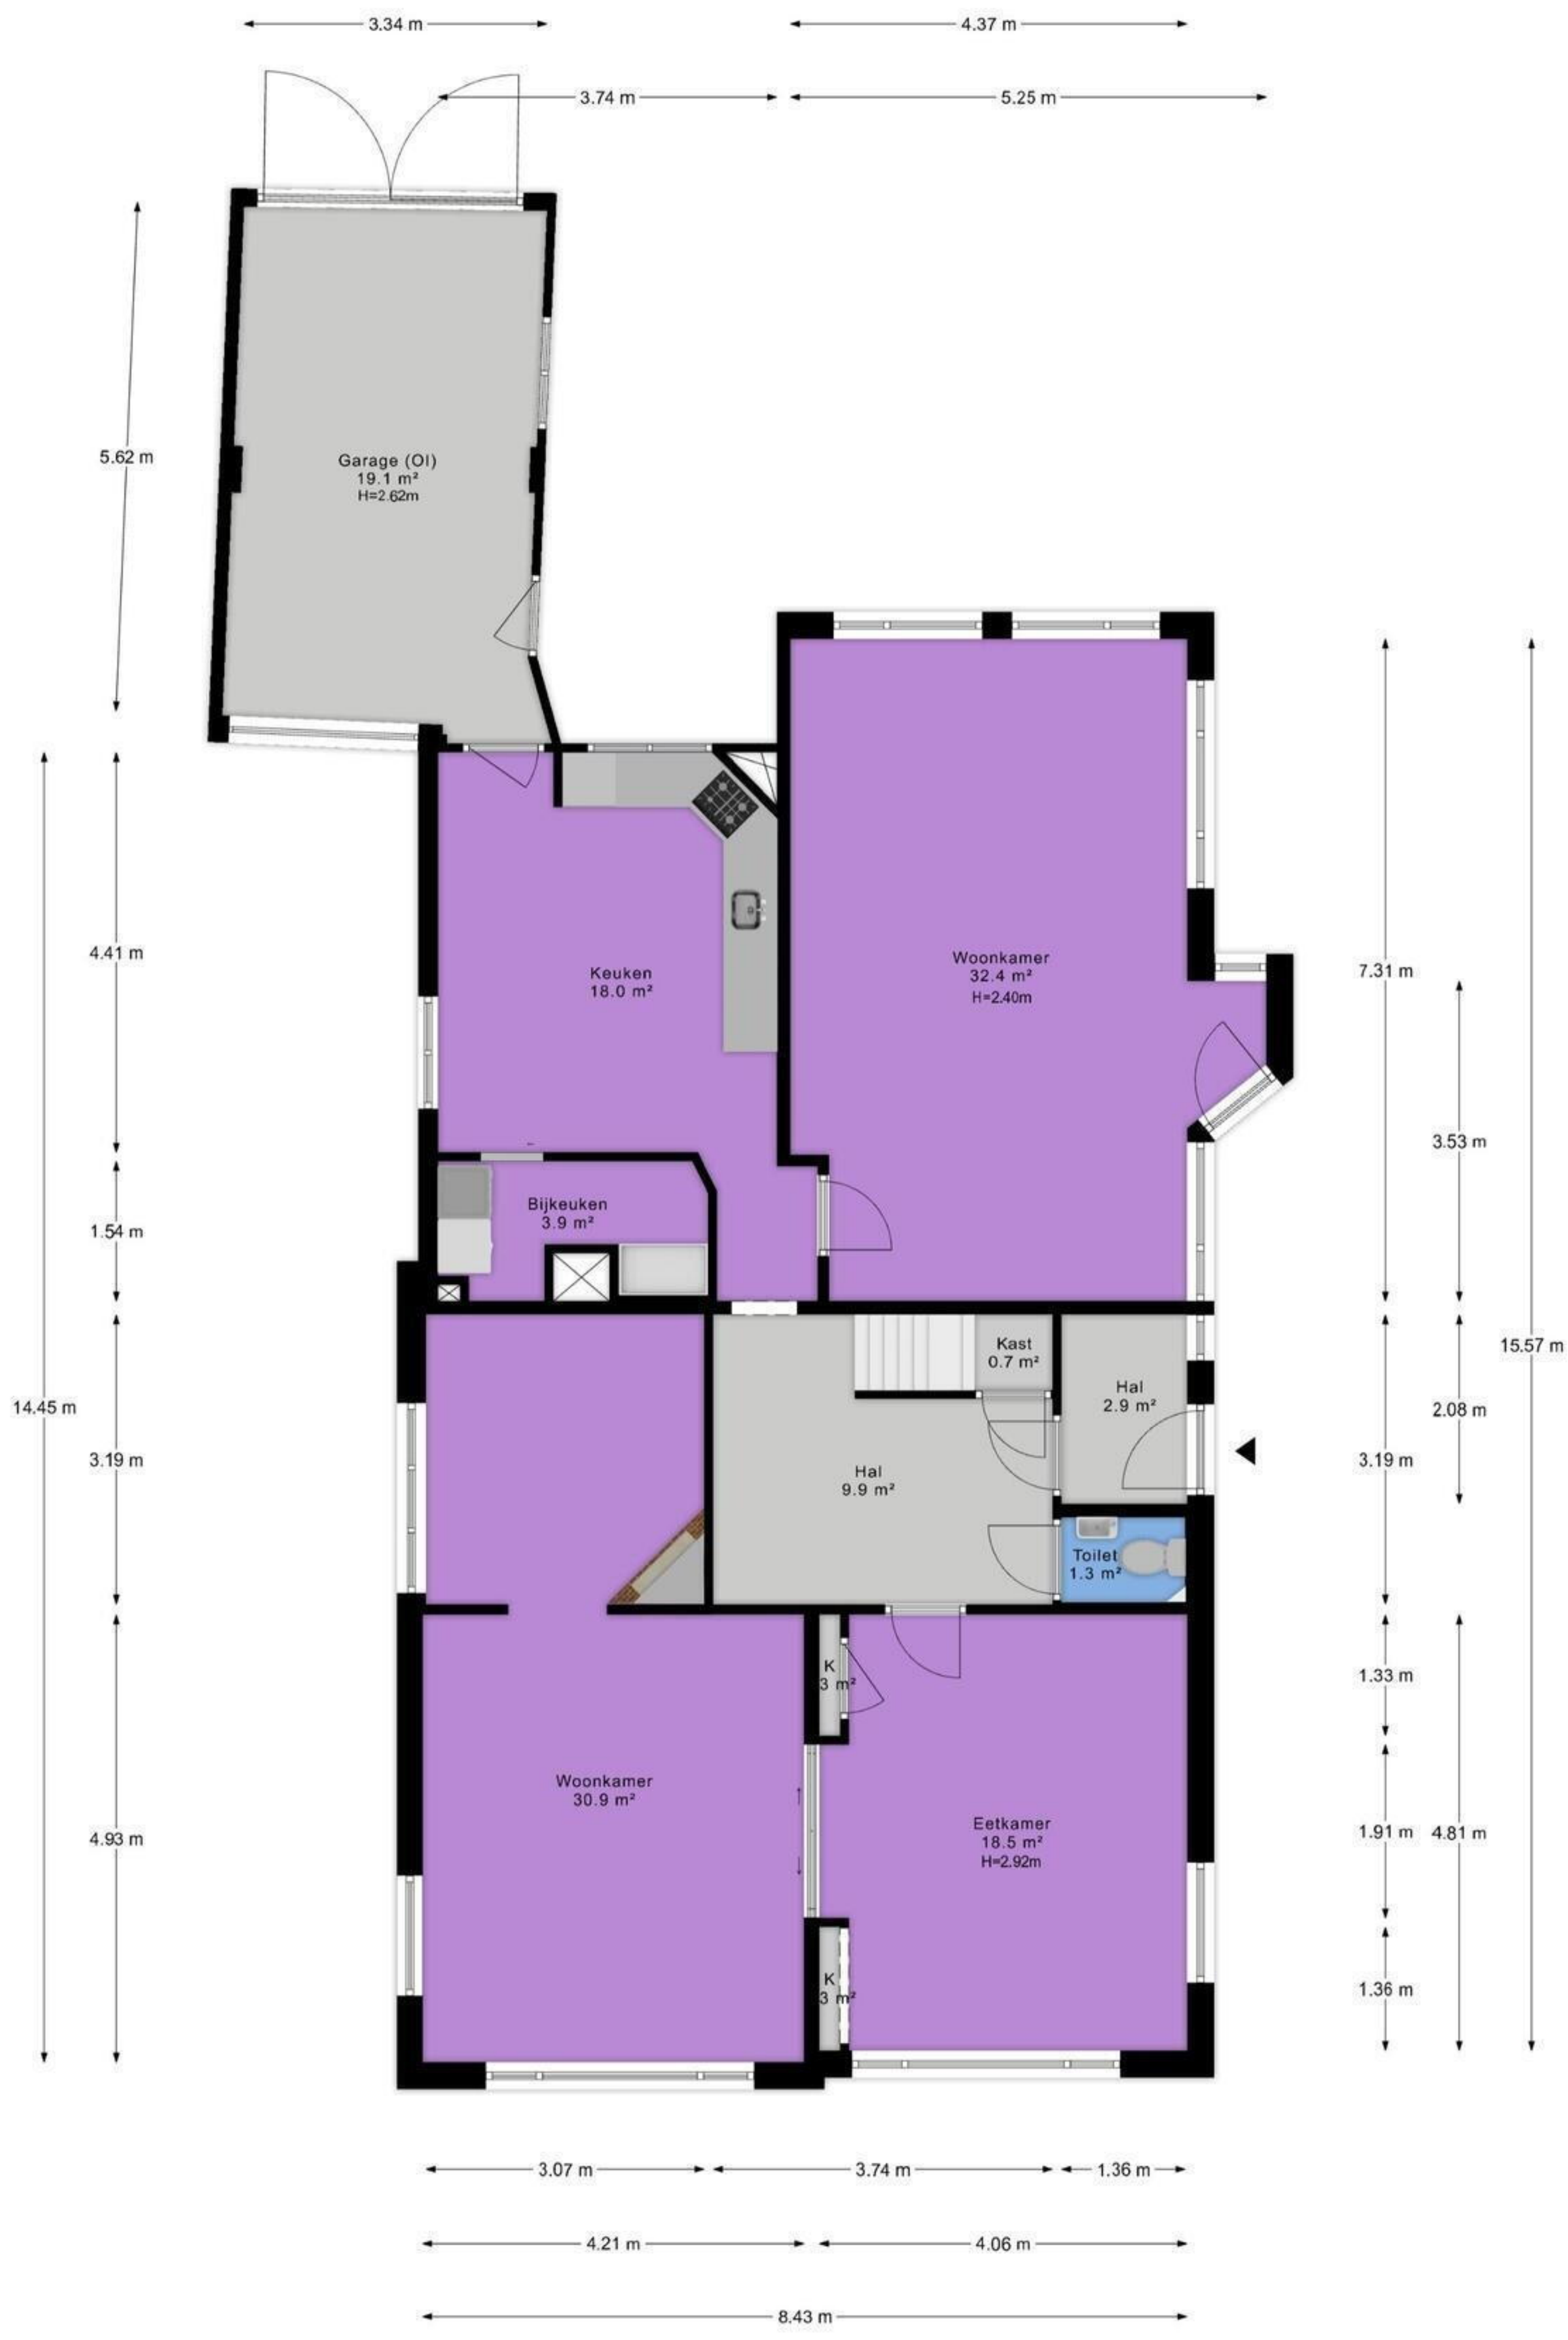 3.34 m
4.37 m
3.74 m
5.25 m
5.62 m
Garage (OI)
19.1 m²
H=2.62m
4.41 m
Keuken
18.0 m²
Woonkamer
32.4 m²
H=2.40m
7.31 m
3.53 m
1.54 m
Bijkeuken
3.9 m²
14.45 m
3.19 m
Kast
0.7 m²
Hal
2.9 m²
Hal
9.9 m²
Toilet
1.3 m²
3.19 m
2.08 m
15.57 m
K
3 m²
1.33 m
Woonkamer
30.9 m²
4.93 m
Eetkamer
18.5 m²
H=2.92m
1.91 m
4.81 m
K
3 m²
1.36 m
3.07 m
3.74 m
1.36 m
4.21 m
4.06 m
8.43 m